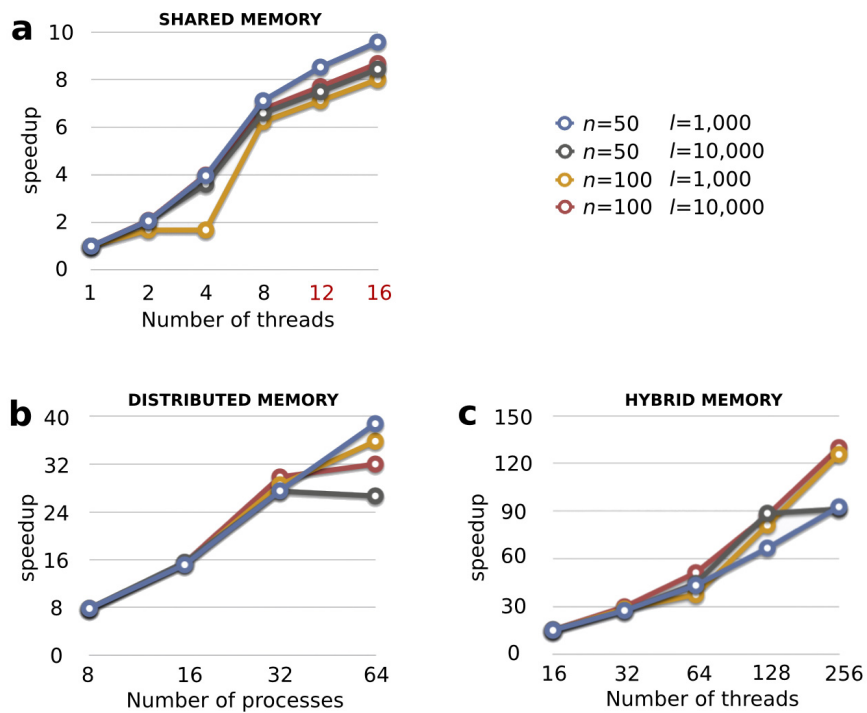 a
SHARED MEMORY
10
8
6
4
2
0
speedup
1 2 4 8 12 16
Number of threads
n=50 l=1,000
n=50 l=10,000
n=100 l=1,000
n=100 l=10,000
b
DISTRIBUTED MEMORY
40
32
24
16
8
0
speedup
8 16 32 64
Number of processes
c
HYBRID MEMORY
150
120
90
60
30
0
speedup
16 32 64 128 256
Number of threads